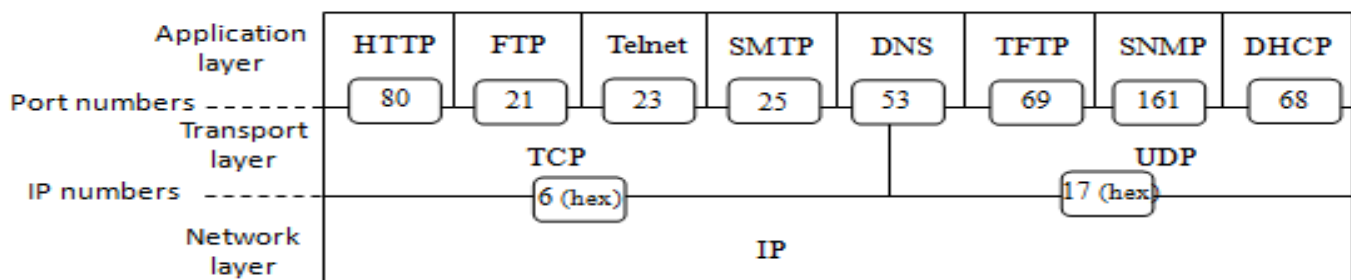 Application layer
HTTP FTP Telnet SMTP DNS TFTP SNMP DHCP
Port numbers 80 21 23 25 53 69 161 68
Transport layer
TCP UDP
IP numbers 6 (hex) 17 (hex)
Network layer
IP